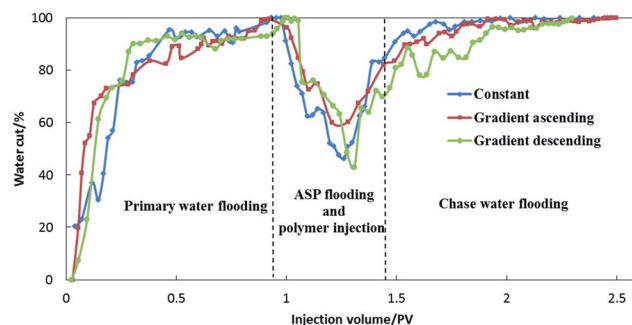 100
80
60
40
20
0
Water cut/%
Constant
Gradient ascending
Gradient descending
Primary water flooding
ASP flooding
and
polymer injection
Chase water flooding
0
0.5
1
1.5
2
2.5
Injection volume/PV